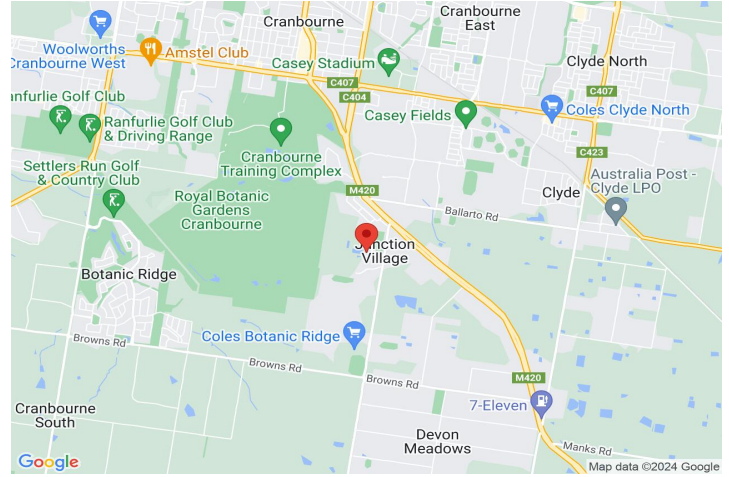 Cranbourne
Cranbourne
East
Woolworths
Cranbourne West
Amstel Club
Casey Stadium
Clyde North
C407
C404
C407
anfurlie Golf Club
Ranfurlie Golf Club
& Driving Range
Casey Fields
Coles Clyde North
Cranbourne
Training Complex
C423
Settlers Run Golf
& Country Club
Australia Post -
Clyde LPO
M420
Royal Botanic
Gardens
Cranbourne
Clyde
Ballarto Rd
Junction
Village
Botanic Ridge
Coles Botanic Ridge
Browns Rd
Browns Rd
Browns Rd
M420
7-Eleven
Cranbourne
South
Devon
Meadows
Manks Rd
Google
Map data ©2024 Google